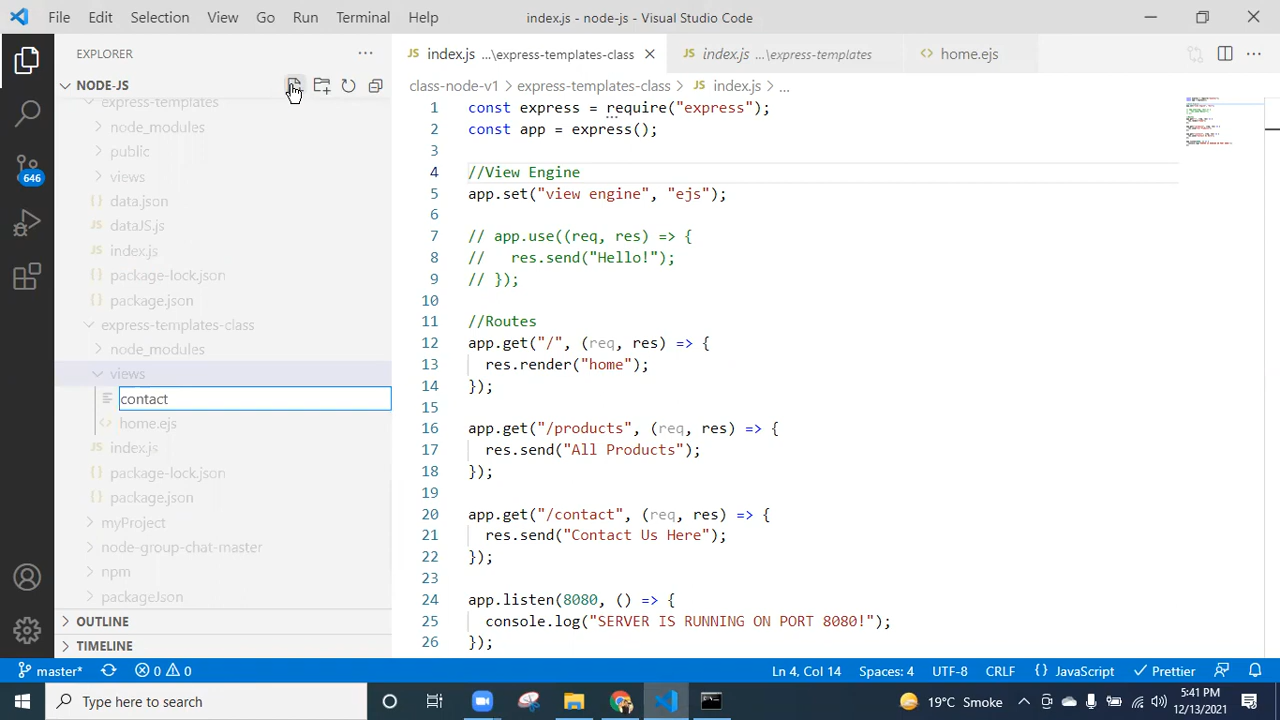 File Edit Selection View Go Run Terminal Help index.js - node-js - Visual Studio Code
EXPLORER
NODE-JS
express-templates
node_modules
public
views
{} data.json
JS dataJS.js
JS index.js
{} package-lock.json
{} package.json
express-templates-class
node_modules
views
contact
<> home.ejs
JS index.js
{} package-lock.json
{} package.json
myProject
node-group-chat-master
npm
packageJson
OUTLINE
TIMELINE
646
JS index.js ...\express-templates-class JS index.js ...\express-templates <> home.ejs
class-node-v1 > express-templates-class > JS index.js > ...
1 const express = require("express");
2 const app = express();
3
4 //View Engine
5 app.set("view engine", "ejs");
6
7 // app.use((req, res) => {
8 //   res.send("Hello!");
9 // });
10
11 //Routes
12 app.get("/", (req, res) => {
13   res.render("home");
14 });
15
16 app.get("/products", (req, res) => {
17   res.send("All Products");
18 });
19
20 app.get("/contact", (req, res) => {
21   res.send("Contact Us Here");
22 });
23
24 app.listen(8080, () => {
25   console.log("SERVER IS RUNNING ON PORT 8080!");
26 });
master* 0 0 Ln 4, Col 14 Spaces: 4 UTF-8 CRLF {} JavaScript Prettier
Type here to search 19°C Smoke 5:41 PM
12/13/2021